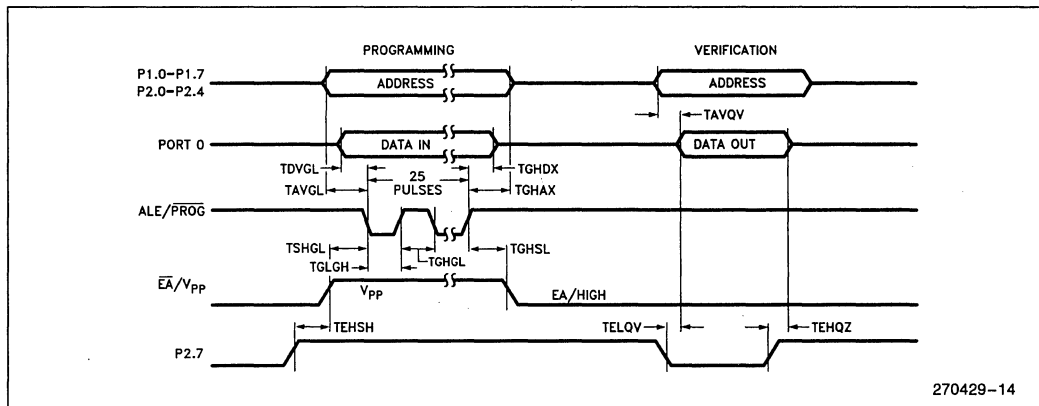 PROGRAMMING VERIFICATION
P1.0–P1.7
P2.0–P2.4
ADDRESS ADDRESS
TAVQV
PORT 0 DATA IN DATA OUT
TDVGL 25 TGHDX
TAVGL PULSES TGHAX
ALE/PROG
TSHGL TGHGL TGHSL
TGLGH
EA/VPP VPP EA/HIGH
TEHSH TELQV TEHQZ
P2.7
270429–14